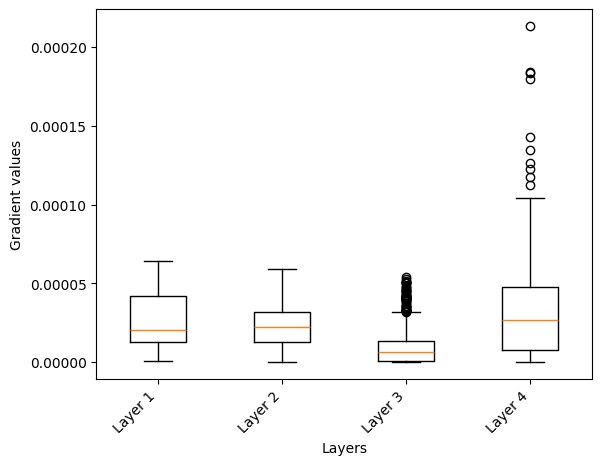 0.00020
0.00015
0.00010
0.00005
0.00000
Gradient values
Layer 1
Layer 2
Layer 3
Layer 4
Layers